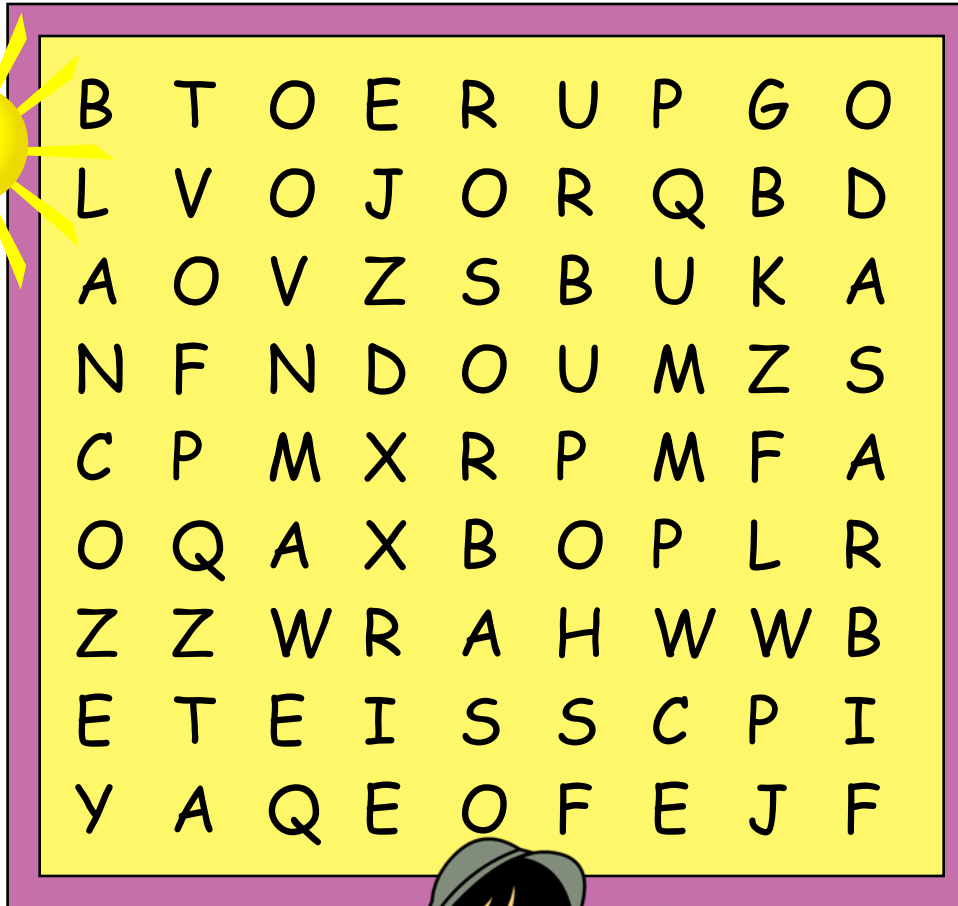 B T O E R U P G O
L V O J O R Q B D
A O V Z S B U K A
N F N D O U M Z S
C P M X R P M F A
O Q A X B O P L R
Z Z W R A H W W B
E T E I S S C P I
Y A Q E O F E J F